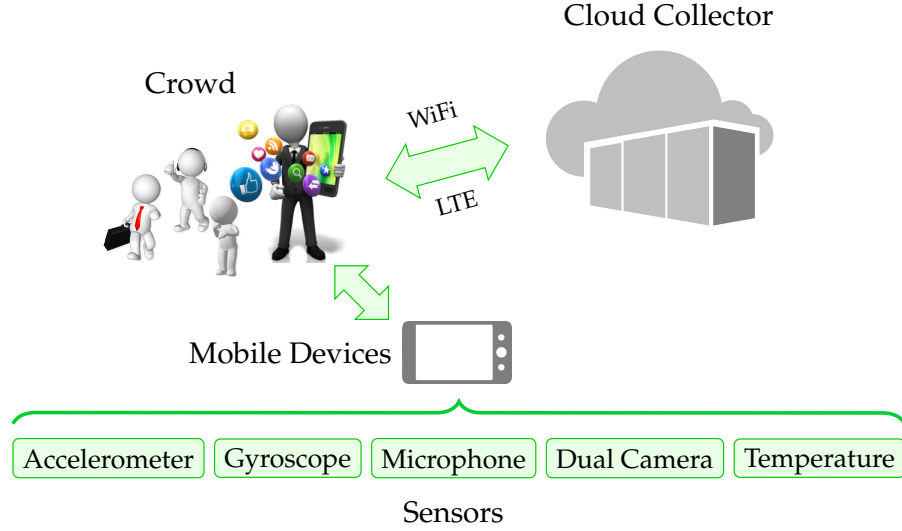 Cloud Collector
Crowd
WiFi
LTE
Mobile Devices
Accelerometer Gyroscope Microphone Dual Camera Temperature
Sensors